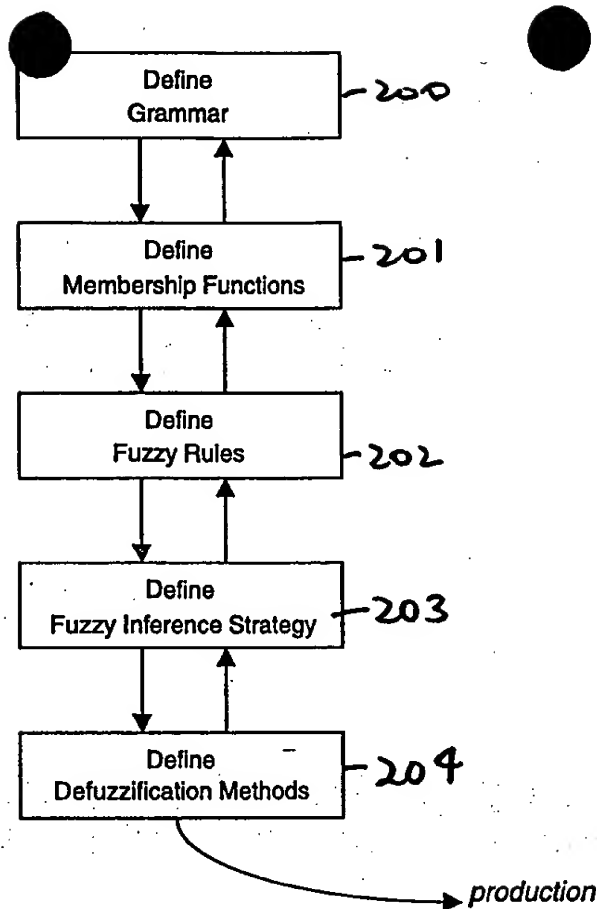 Define
Grammar
200
Define
Membership Functions
201
Define
Fuzzy Rules
202
Define
Fuzzy Inference Strategy
203
Define
Defuzzification Methods
204
production